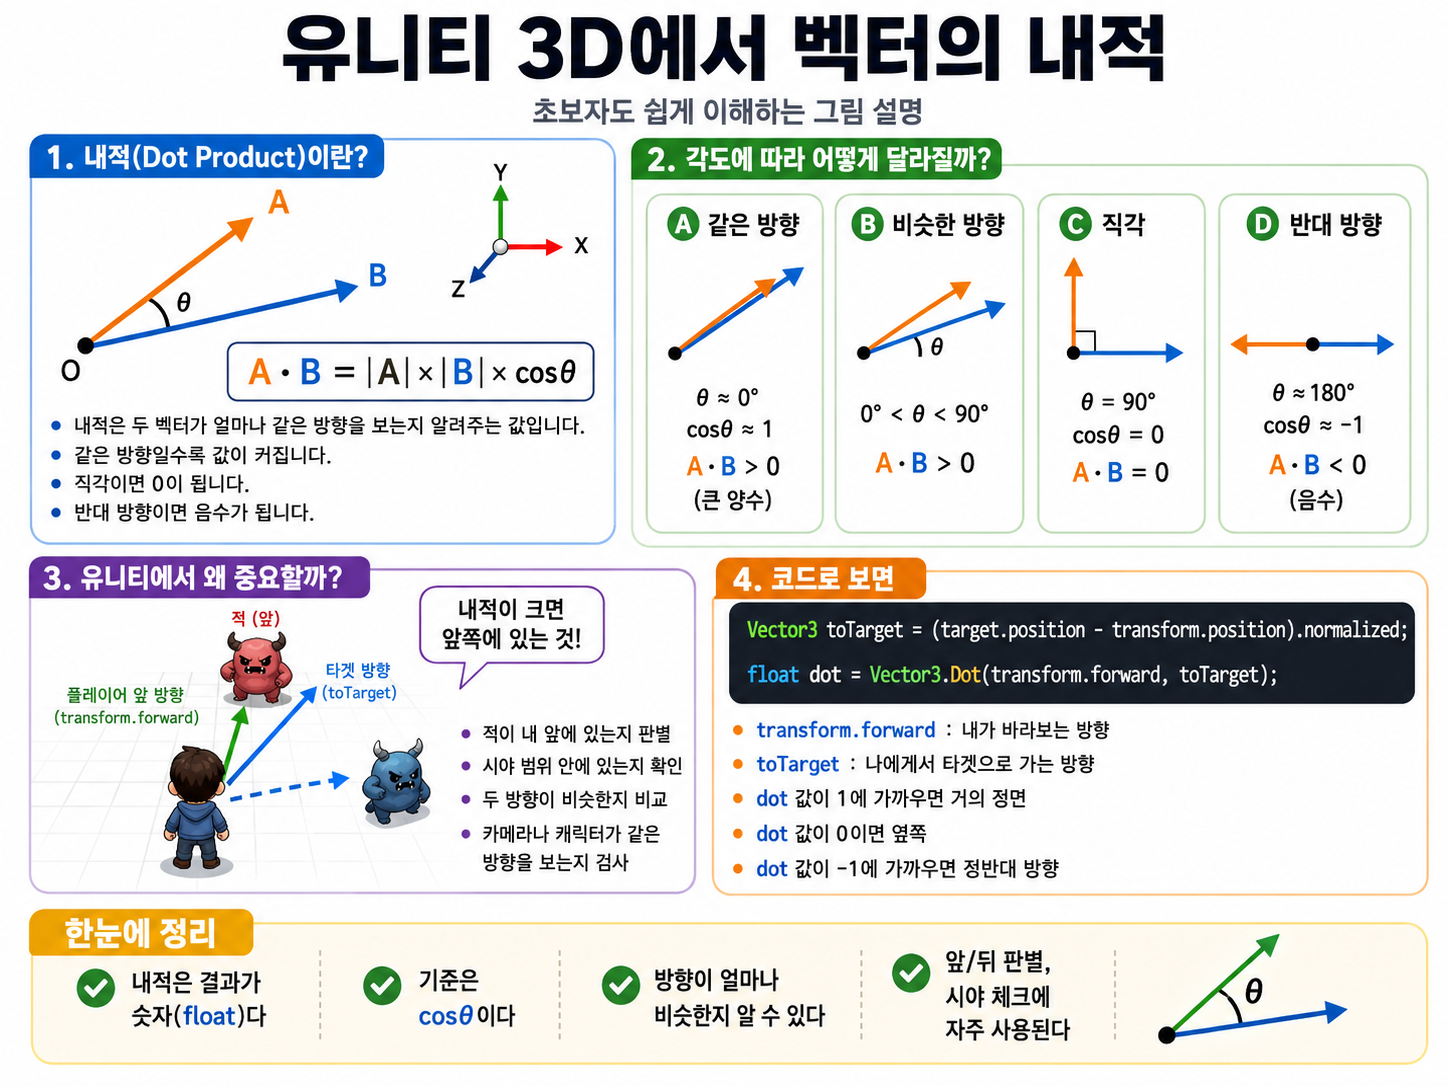 유니티 3D에서 벡터의 내적
초보자도 쉽게 이해하는 그림 설명
1. 내적(Dot Product)이란?
A
B
θ
O
Y
X
Z
A · B = |A| × |B| × cosθ
• 내적은 두 벡터가 얼마나 같은 방향을 보는지 알려주는 값입니다.
• 같은 방향일수록 값이 커집니다.
• 직각이면 0이 됩니다.
• 반대 방향이면 음수가 됩니다.
2. 각도에 따라 어떻게 달라질까?
A 같은 방향
θ ≈ 0°
cosθ ≈ 1
A · B > 0
(큰 양수)
B 비슷한 방향
θ
0° < θ < 90°
A · B > 0
C 직각
θ = 90°
cosθ = 0
A · B = 0
D 반대 방향
θ ≈ 180°
cosθ ≈ -1
A · B < 0
(음수)
3. 유니티에서 왜 중요할까?
적 (앞)
내적이 크면
앞쪽에 있는 것!
타겟 방향
(toTarget)
플레이어 앞 방향
(transform.forward)
• 적이 내 앞에 있는지 판별
• 시야 범위 안에 있는지 확인
• 두 방향이 비슷한지 비교
• 카메라나 캐릭터가 같은
방향을 보는지 검사
4. 코드로 보면
Vector3 toTarget = (target.position - transform.position).normalized;
float dot = Vector3.Dot(transform.forward, toTarget);
• transform.forward : 내가 바라보는 방향
• toTarget : 나에게서 타겟으로 가는 방향
• dot 값이 1에 가까우면 거의 정면
• dot 값이 0이면 옆쪽
• dot 값이 -1에 가까우면 정반대 방향
한눈에 정리
내적은 결과가
숫자(float)다
기준은
cosθ이다
방향이 얼마나
비슷한지 알 수 있다
앞/뒤 판별,
시야 체크에
자주 사용된다
θ